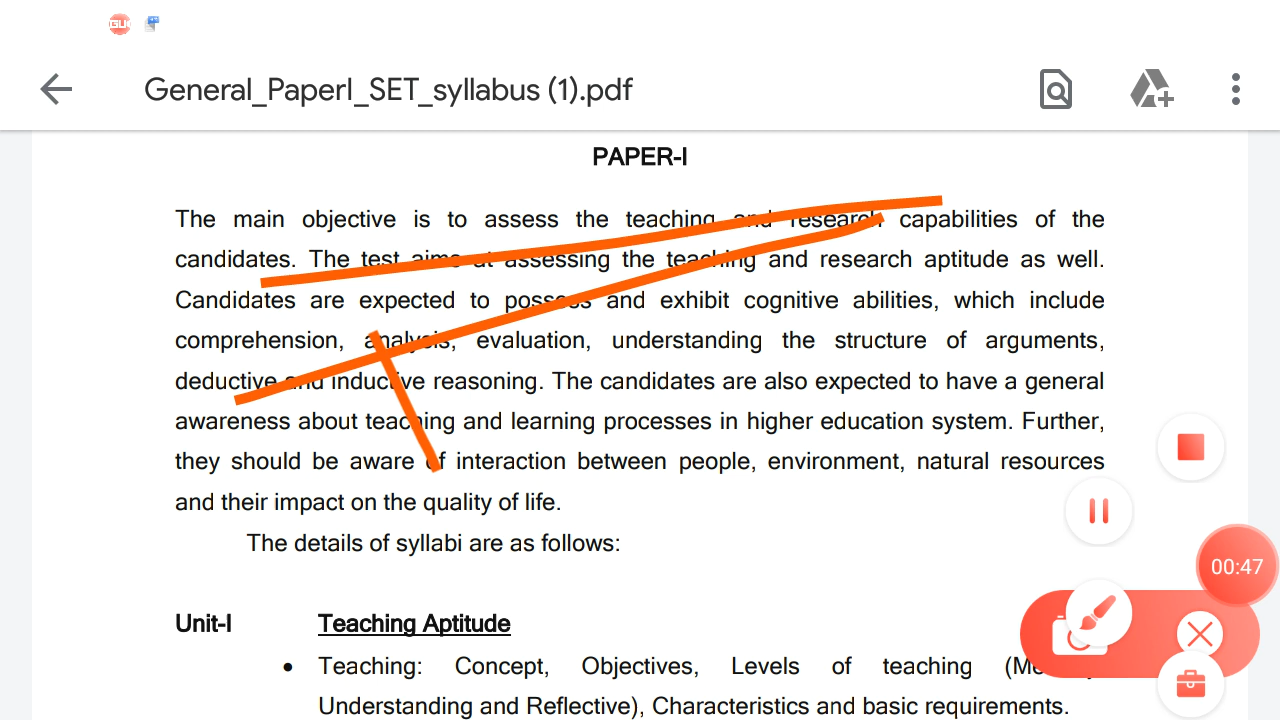 GU
General_PaperI_SET_syllabus (1).pdf
PAPER-I
The main objective is to assess the teaching and research capabilities of the
candidates. The test aims at assessing the teaching and research aptitude as well.
Candidates are expected to possess and exhibit cognitive abilities, which include
comprehension, analysis, evaluation, understanding the structure of arguments,
deductive and inductive reasoning. The candidates are also expected to have a general
awareness about teaching and learning processes in higher education system. Further,
they should be aware of interaction between people, environment, natural resources
and their impact on the quality of life.
The details of syllabi are as follows:
00:47
Unit-I Teaching Aptitude
• Teaching: Concept, Objectives, Levels of teaching
Understanding and Reflective), Characteristics and basic requirements.